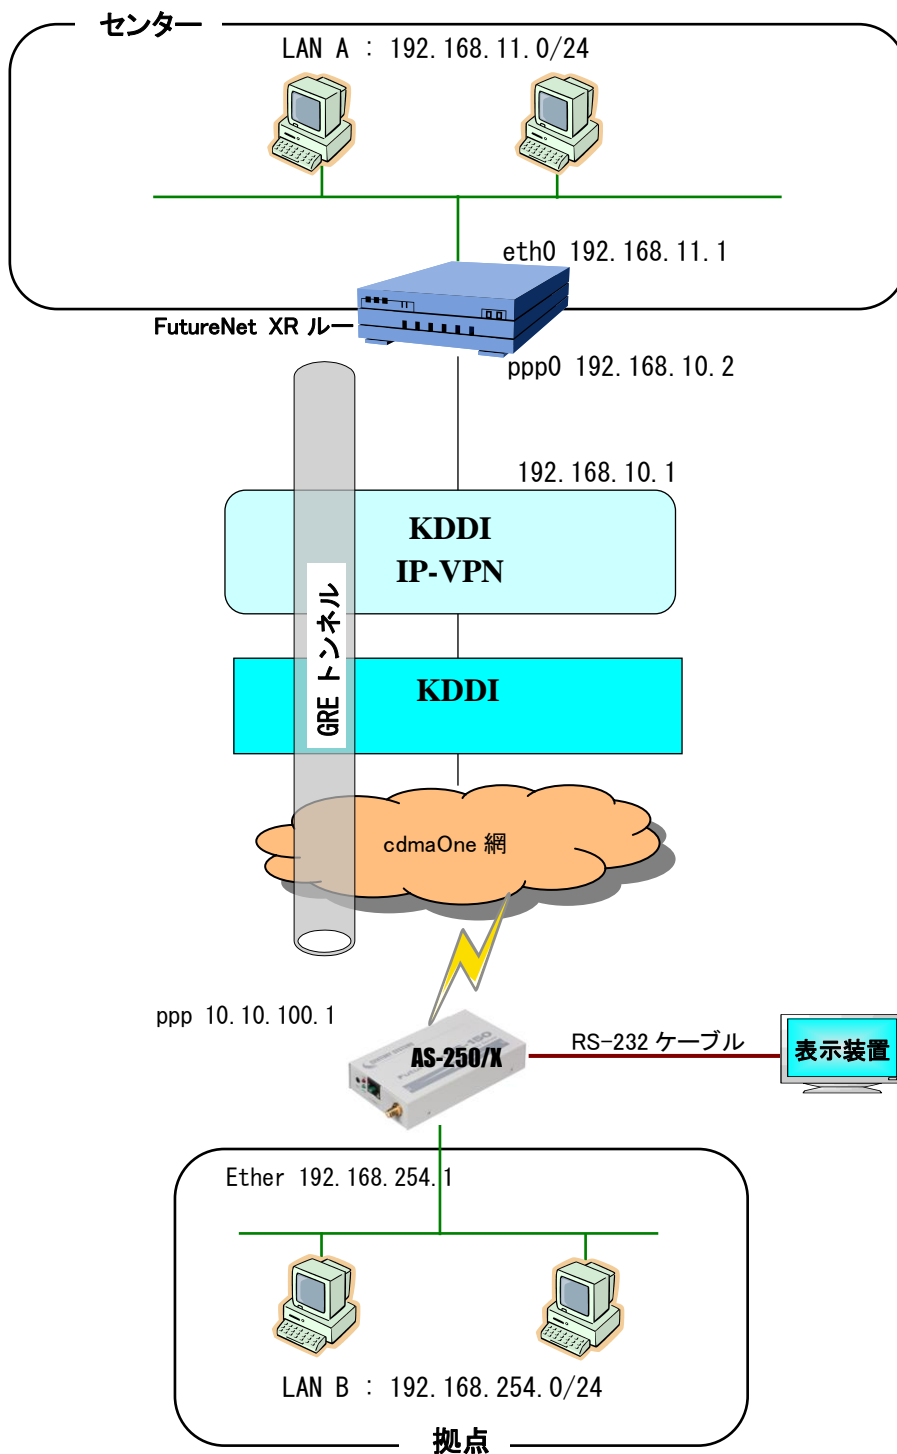 センター
LAN A : 192.168.11.0/24
eth0 192.168.11.1
FutureNet XR ルー
ppp0 192.168.10.2
192.168.10.1
KDDI
IP-VPN
GRE トンネル
KDDI
cdmaOne 網
ppp 10.10.100.1
AS-250/X
RS-232 ケーブル
表示装置
Ether 192.168.254.1
LAN B : 192.168.254.0/24
拠点